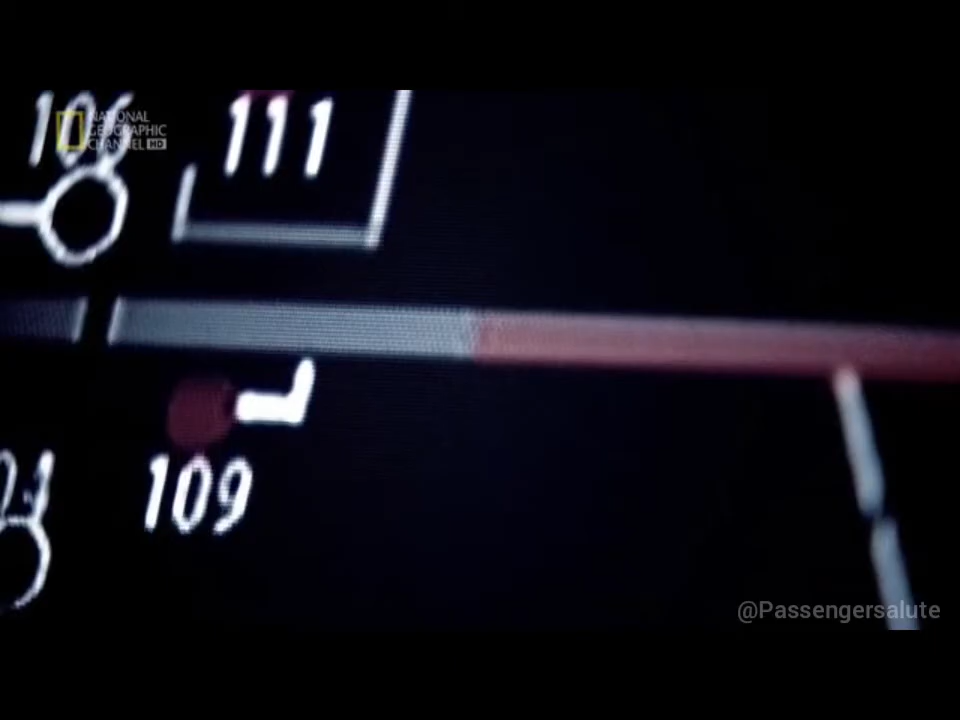 106
NATIONAL
GEOGRAPHIC
CHANNEL HD
111
109
@Passengersalute